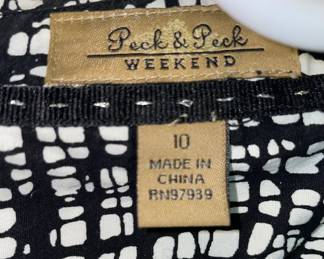 Peck & Peck
WEEKEND
10
MADE IN
CHINA
RN97939